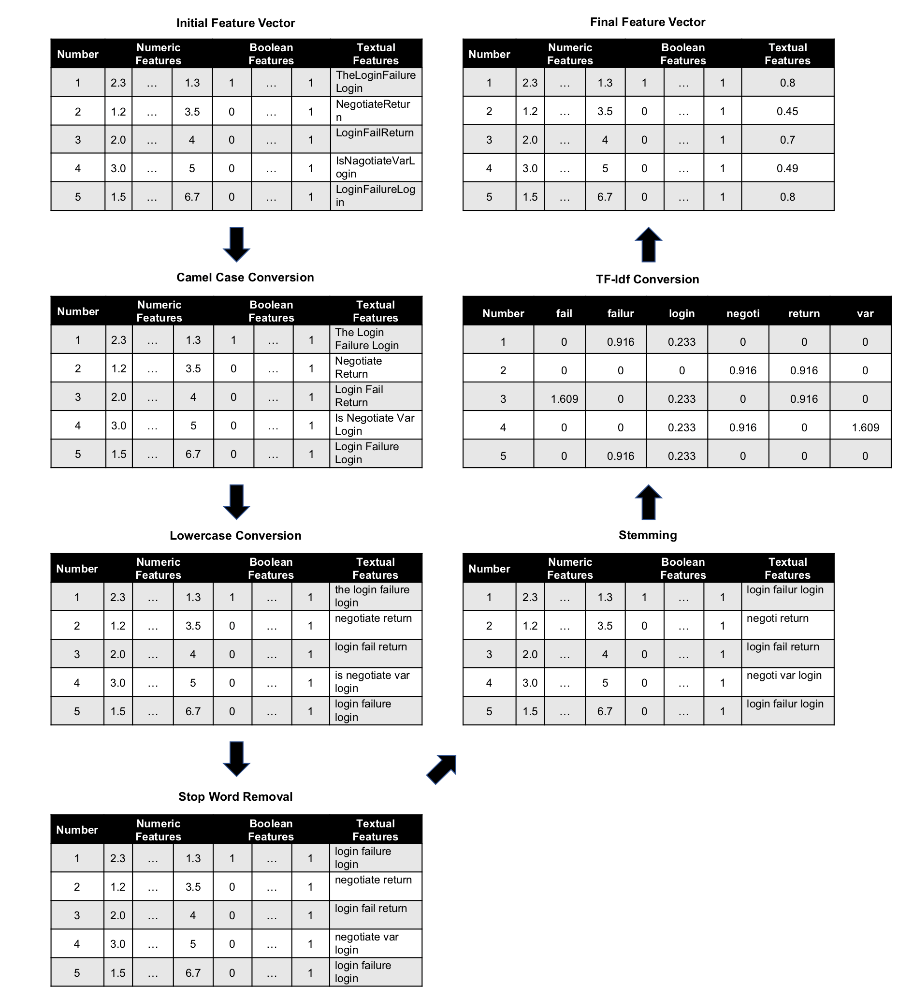 Initial Feature Vector
Number Numeric Features Boolean Features Textual Features
1 2.3 ... 1.3 1 ... 1 TheLoginFailure
Login
2 1.2 ... 3.5 0 ... 1 NegotiateRetur
n
3 2.0 ... 4 0 ... 1 LoginFailReturn
4 3.0 ... 5 0 ... 1 IsNagotiateVarL
ogin
5 1.5 ... 6.7 0 ... 1 LoginFailureLog
in
Camel Case Conversion
Number Numeric Features Boolean Features Textual Features
1 2.3 ... 1.3 1 ... 1 The Login
Failure Login
2 1.2 ... 3.5 0 ... 1 Negotiate
Return
3 2.0 ... 4 0 ... 1 Login Fail
Return
4 3.0 ... 5 0 ... 1 Is Negotiate Var
Login
5 1.5 ... 6.7 0 ... 1 Login Failure
Login
Lowercase Conversion
Number Numeric Features Boolean Features Textual Features
1 2.3 ... 1.3 1 ... 1 the login failure
login
2 1.2 ... 3.5 0 ... 1 negotiate return
3 2.0 ... 4 0 ... 1 login fail return
4 3.0 ... 5 0 ... 1 is negotiate var
login
5 1.5 ... 6.7 0 ... 1 login failure
login
Stop Word Removal
Number Numeric Features Boolean Features Textual Features
1 2.3 ... 1.3 1 ... 1 login failure
login
2 1.2 ... 3.5 0 ... 1 negotiate return
3 2.0 ... 4 0 ... 1 login fail return
4 3.0 ... 5 0 ... 1 negotiate var
login
5 1.5 ... 6.7 0 ... 1 login failure
login
Stemming
Number Numeric Features Boolean Features Textual Features
1 2.3 ... 1.3 1 ... 1 login failur login
2 1.2 ... 3.5 0 ... 1 negoti return
3 2.0 ... 4 0 ... 1 login fail return
4 3.0 ... 5 0 ... 1 negoti var login
5 1.5 ... 6.7 0 ... 1 login failur login
TF-Idf Conversion
Number fail failur login negoti return var
1 0 0.916 0.233 0 0 0
2 0 0 0 0.916 0.916 0
3 1.609 0 0.233 0 0.916 0
4 0 0 0.233 0.916 0 1.609
5 0 0.916 0.233 0 0 0
Final Feature Vector
Number Numeric Features Boolean Features Textual Features
1 2.3 ... 1.3 1 ... 1 0.8
2 1.2 ... 3.5 0 ... 1 0.45
3 2.0 ... 4 0 ... 1 0.7
4 3.0 ... 5 0 ... 1 0.49
5 1.5 ... 6.7 0 ... 1 0.8